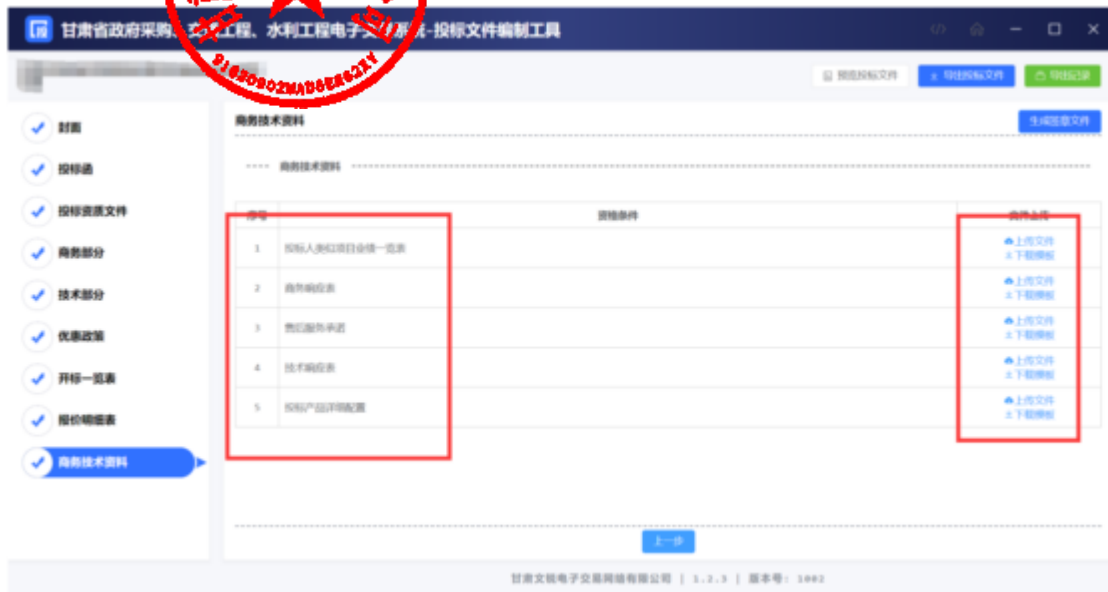 甘肃省政府采购、交通工程、水利工程电子文件系统-投标文件编制工具
预览投标文件
导出投标文件
导出记录
封面
投标函
投标资质文件
商务部分
技术部分
优惠政策
开标一览表
报价明细表
商务技术资料
商务技术资料
生成签章文件
商务技术资料
序号 资格条件 文件上传
1 投标人类似项目业绩一览表 上传文件
下载模板
2 商务响应表 上传文件
下载模板
3 售后服务承诺 上传文件
下载模板
4 技术响应表 上传文件
下载模板
5 投标产品详细配置 上传文件
下载模板
上一步
甘肃文锐电子交易网络有限公司 | 1.2.3 | 版本号: 1002